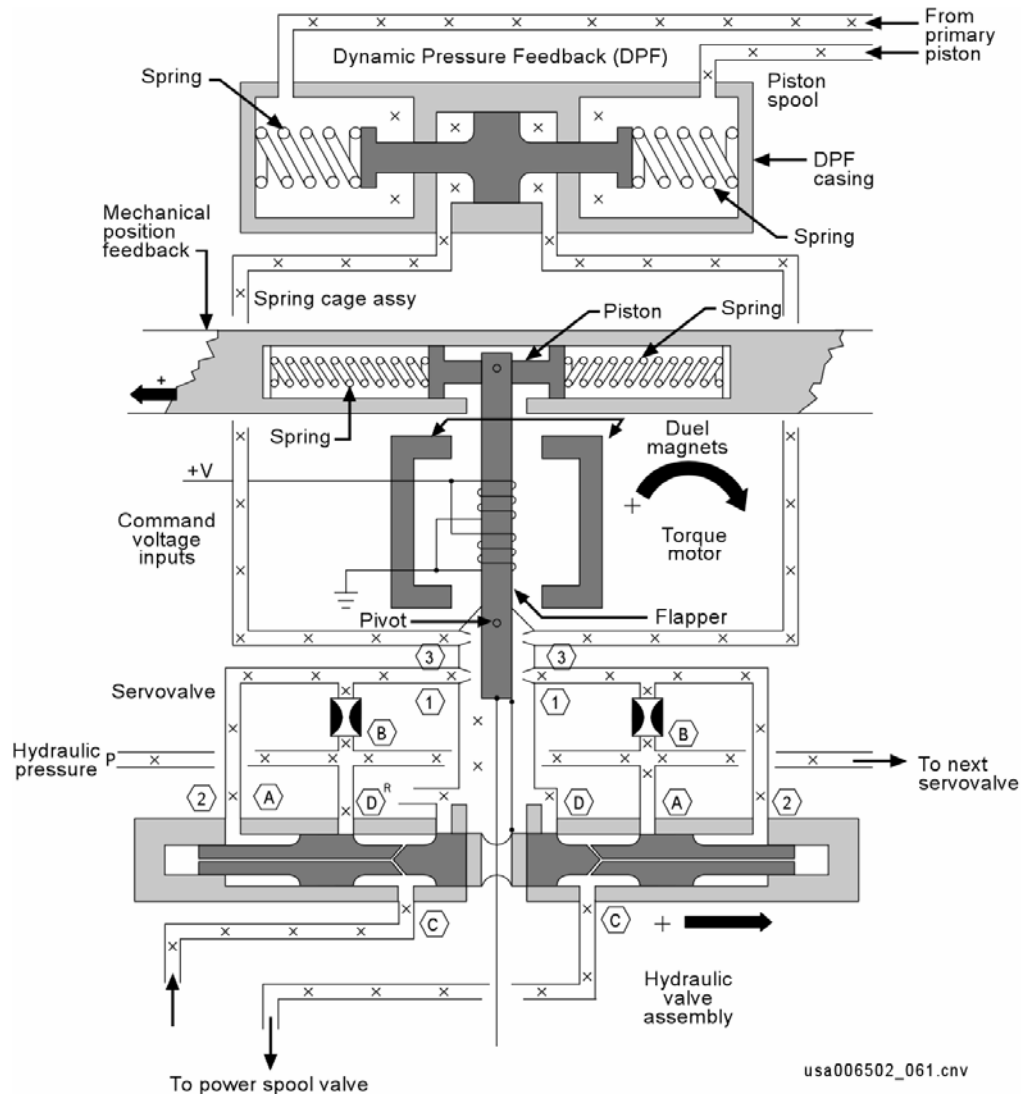 From
primary
piston
Dynamic Pressure Feedback (DPF)
Spring
Piston
spool
DPF
casing
Mechanical
position
feedback
Spring
Spring cage assy
Piston
Spring
+
Spring
Duel
magnets
+V
+
Command
voltage
inputs
Torque
motor
Pivot
Flapper
3
3
Servovalve
1
1
B
B
Hydraulic
pressure
P
To next
servovalve
2
A
D
R
D
A
2
C
C
+
Hydraulic
valve
assembly
To power spool valve
usa006502_061.cnv